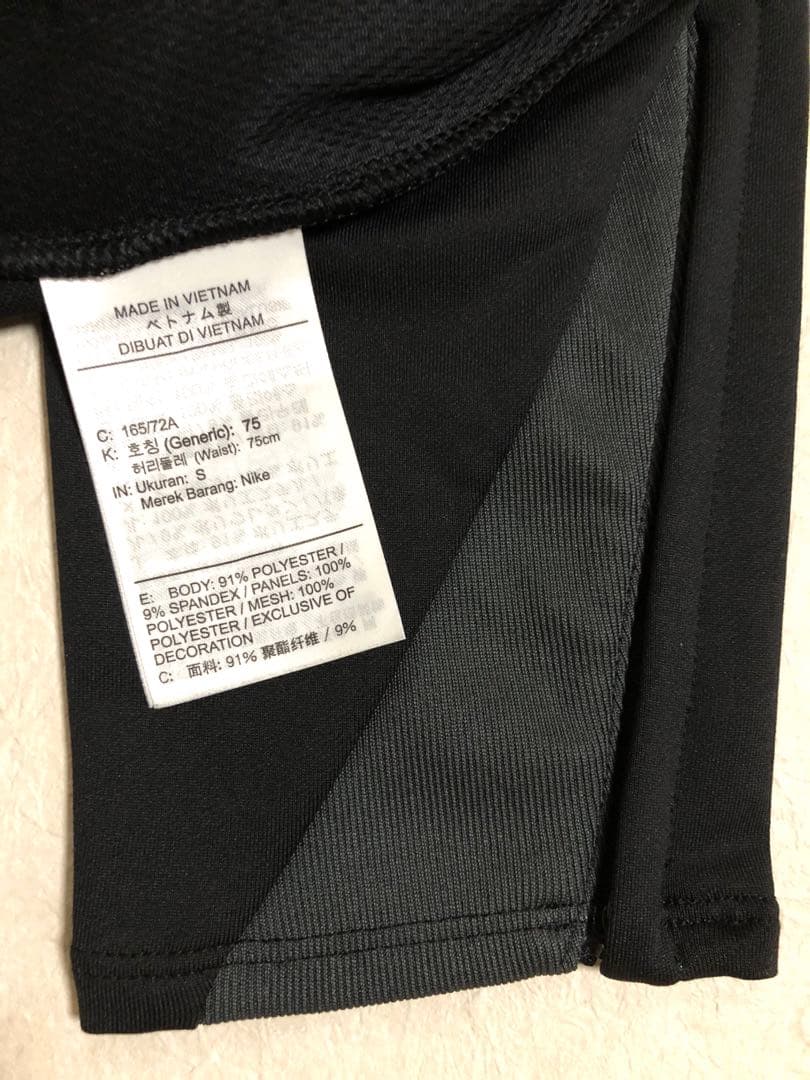 MADE IN VIETNAM
ベトナム製
DIBUAT DI VIETNAM
C: 165/72A
K: 호칭 (Generic): 75
허리둘레 (Waist): 75cm
IN: Ukuran: S
Merek Barang: Nike
E: BODY: 91% POLYESTER /
9% SPANDEX / PANELS: 100%
POLYESTER / MESH: 100%
POLYESTER / EXCLUSIVE OF
DECORATION
C: 面料: 91% 聚酯纤维 / 9%